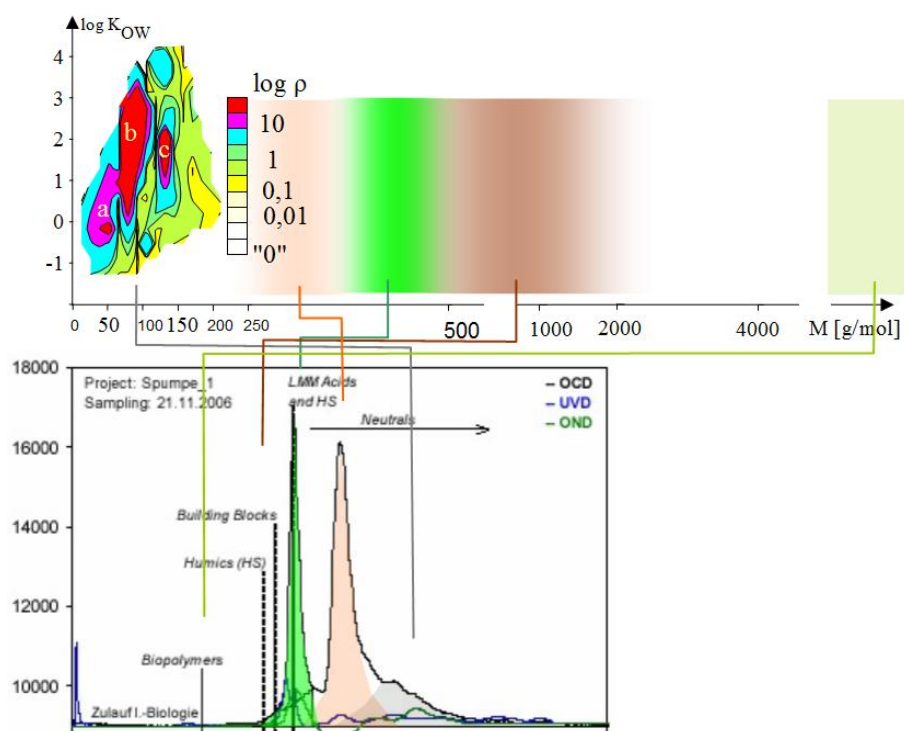 log K OW
4
3
2
1
0
-1
a
b
c
log ρ
10
1
0,1
0,01
"0"
0 50 100 150 200 250 500 1000 2000 4000 M [g/mol]
18000
16000
14000
12000
10000
Project: Spumpe_1
Sampling: 21.11.2006
LMM Acids
and HS
Neutrals
– OCD
– UVD
– OND
Building Blocks
Humics (HS)
Biopolymers
Zulauf I.-Biologie